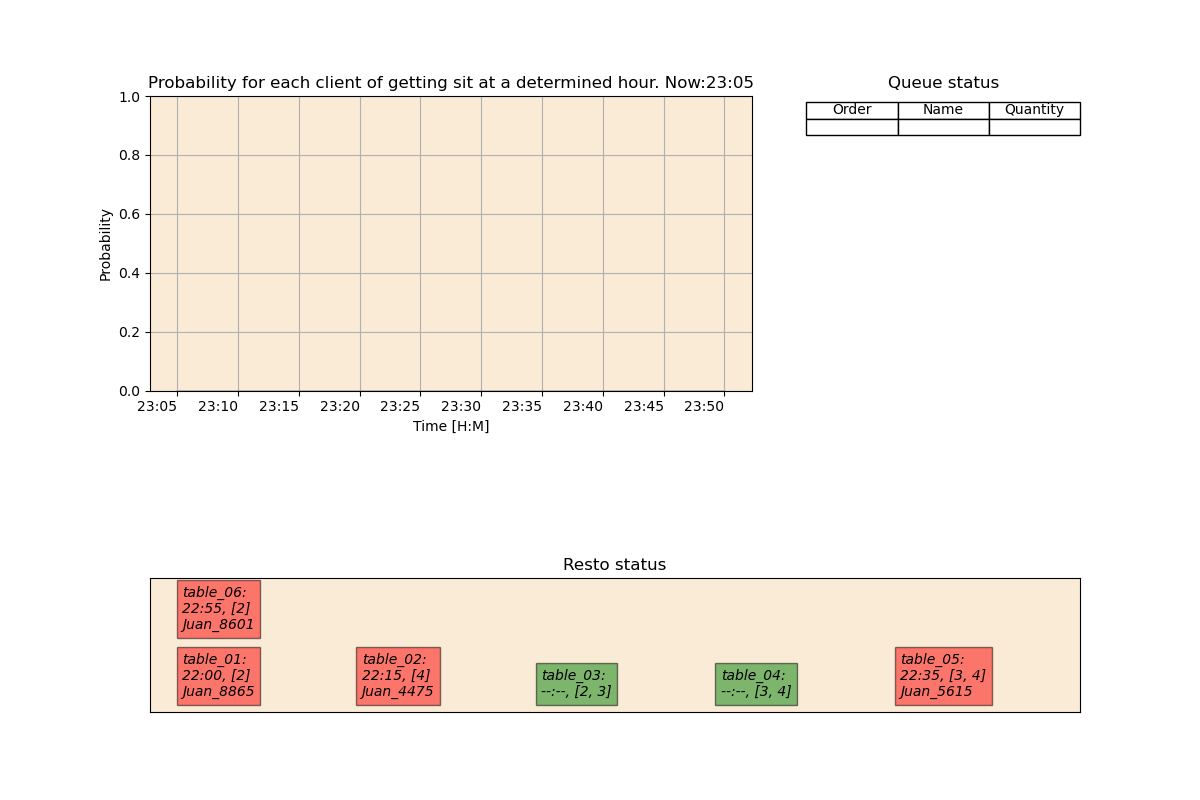 Probability for each client of getting sit at a determined hour. Now:23:05
1.0
0.8
0.6
0.4
0.2
0.0
Probability
23:05 23:10 23:15 23:20 23:25 23:30 23:35 23:40 23:45 23:50
Time [H:M]
Queue status
Order Name Quantity
Resto status
table_06:
22:55, [2]
Juan_8601
table_01:
22:00, [2]
Juan_8865
table_02:
22:15, [4]
Juan_4475
table_03:
--:--, [2, 3]
table_04:
--:--, [3, 4]
table_05:
22:35, [3, 4]
Juan_5615